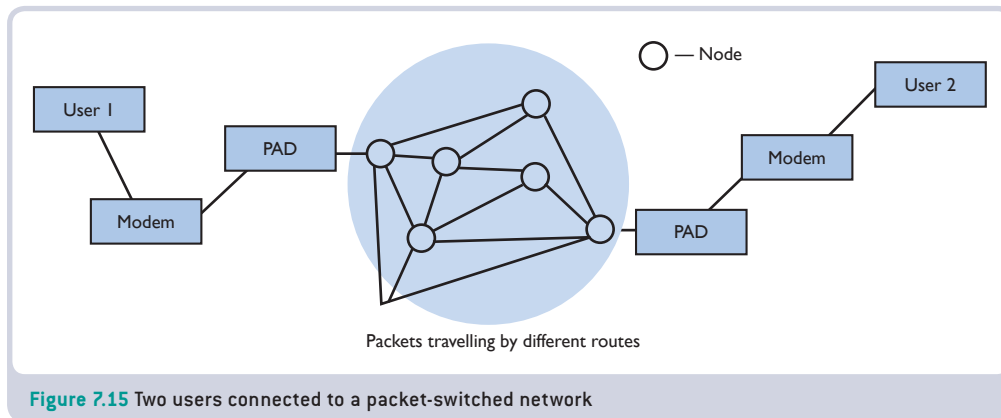 — Node
User 1
User 2
PAD
Modem
Modem
PAD
Packets travelling by different routes
Figure 7.15 Two users connected to a packet-switched network